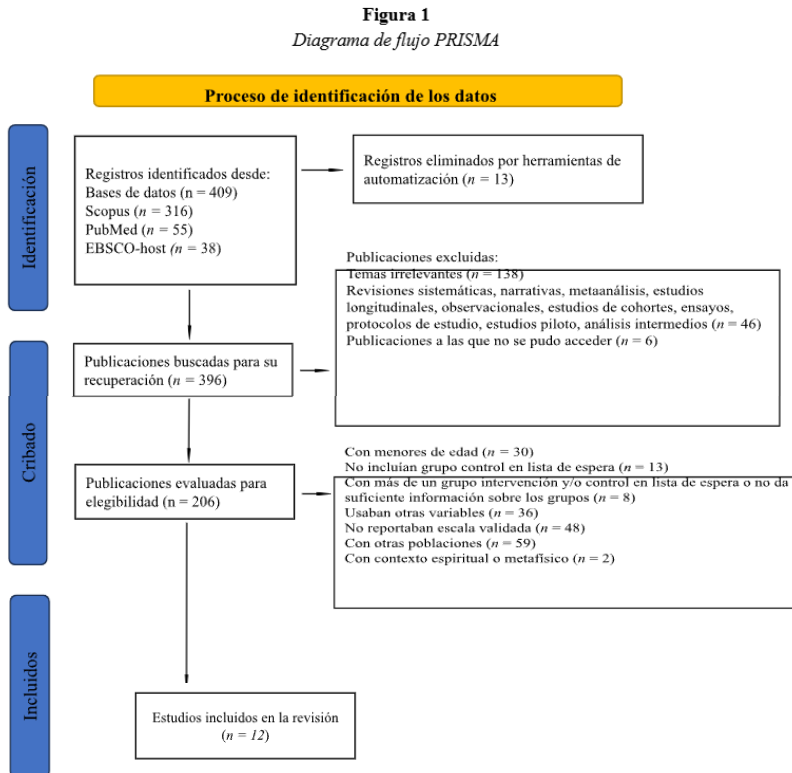 Figura 1
Diagrama de flujo PRISMA
Proceso de identificación de los datos
Identificación
Registros identificados desde:
Bases de datos (n = 409)
Scopus (n = 316)
PubMed (n = 55)
EBSCO-host (n = 38)
Registros eliminados por herramientas de
automatización (n = 13)
Publicaciones excluidas:
Temas irrelevantes (n = 138)
Revisiones sistemáticas, narrativas, metaanálisis, estudios
longitudinales, observacionales, estudios de cohortes, ensayos,
protocolos de estudio, estudios piloto, análisis intermedios (n = 46)
Publicaciones a las que no se pudo acceder (n = 6)
Cribado
Publicaciones buscadas para su
recuperación (n = 396)
Publicaciones evaluadas para
elegibilidad (n = 206)
Con menores de edad (n = 30)
No incluían grupo control en lista de espera (n = 13)
Con más de un grupo intervención y/o control en lista de espera o no da
suficiente información sobre los grupos (n = 8)
Usaban otras variables (n = 36)
No reportaban escala validada (n = 48)
Con otras poblaciones (n = 59)
Con contexto espiritual o metafísico (n = 2)
Incluidos
Estudios incluidos en la revisión
(n = 12)